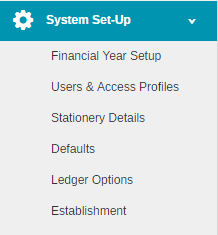 System Set-Up
Financial Year Setup
Users & Access Profiles
Stationery Details
Defaults
Ledger Options
Establishment